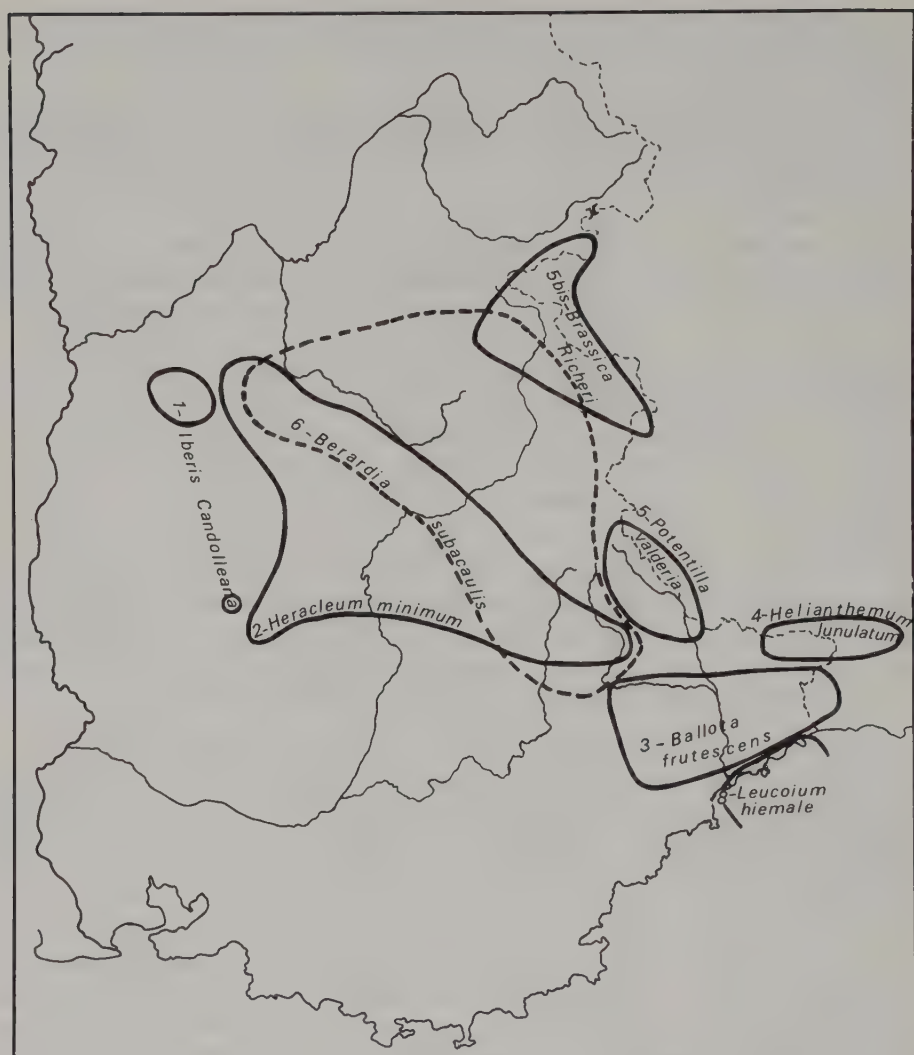 5bis-Brassica
Richeri
1- Iberis Candolleana
6-Berardia
subacaulis
5-Potentilla
valderia
2-Heracleum minimum
4-Helianthemum
lunulatum
3-Ballota
frutescens
8-Leucoium
hiemale